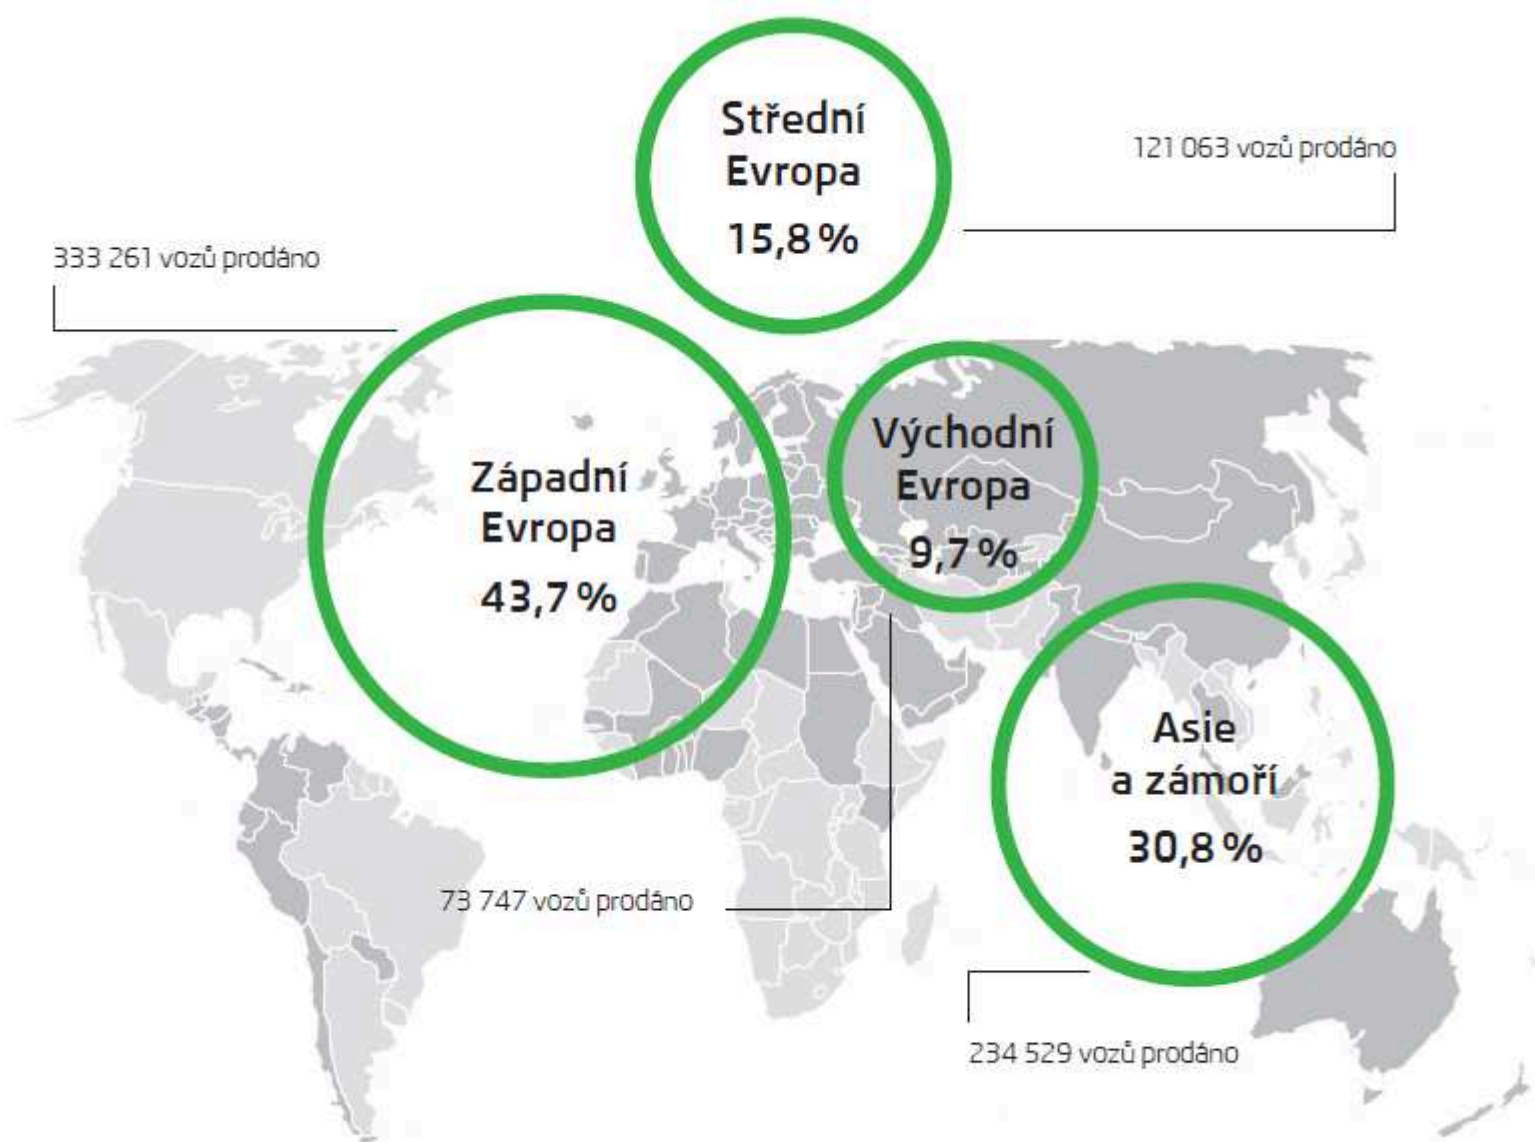 Střední
Evropa
15,8 %
121 063 vozů prodáno
333 261 vozů prodáno
Západní
Evropa
43,7 %
Východní
Evropa
9,7 %
Asie
a zámoří
30,8 %
73 747 vozů prodáno
234 529 vozů prodáno